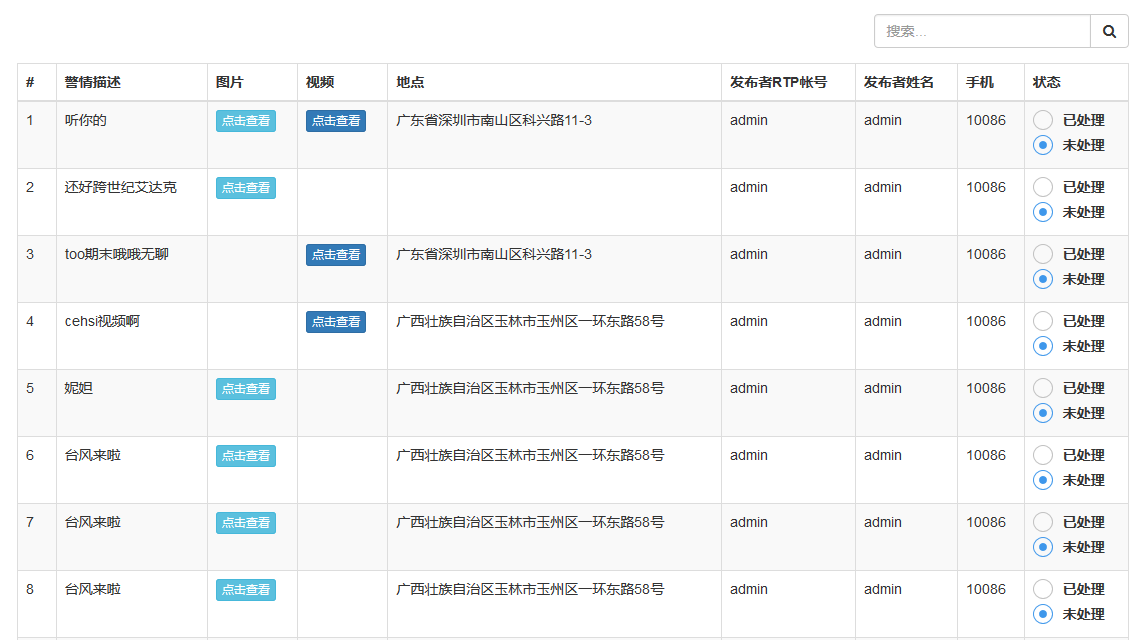 搜索...
# 警情描述 图片 视频 地点 发布者RTP帐号 发布者姓名 手机 状态
1 听你的 点击查看 点击查看 广东省深圳市南山区科兴路11-3 admin admin 10086 已处理
未处理
2 还好跨世纪艾达克 点击查看 admin admin 10086 已处理
未处理
3 too期末哦哦无聊 点击查看 广东省深圳市南山区科兴路11-3 admin admin 10086 已处理
未处理
4 cehsi视频啊 点击查看 广西壮族自治区玉林市玉州区一环东路58号 admin admin 10086 已处理
未处理
5 妮妲 点击查看 广西壮族自治区玉林市玉州区一环东路58号 admin admin 10086 已处理
未处理
6 台风来啦 点击查看 广西壮族自治区玉林市玉州区一环东路58号 admin admin 10086 已处理
未处理
7 台风来啦 点击查看 广西壮族自治区玉林市玉州区一环东路58号 admin admin 10086 已处理
未处理
8 台风来啦 点击查看 广西壮族自治区玉林市玉州区一环东路58号 admin admin 10086 已处理
未处理